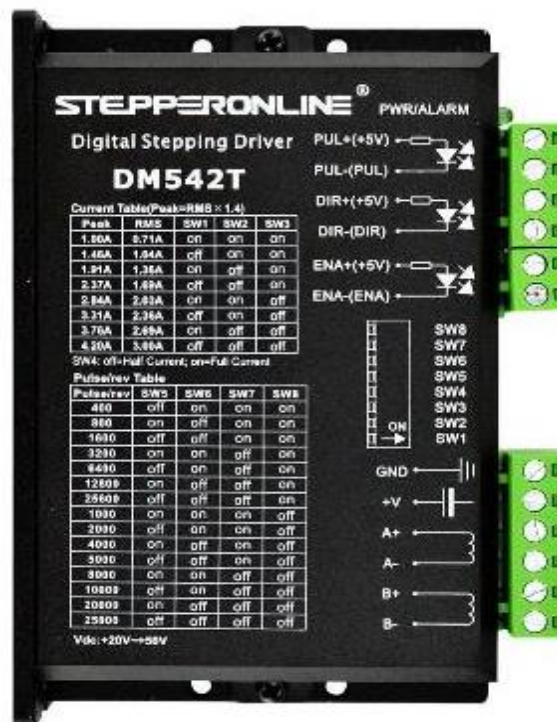 STEPPERONLINE®
PWR/ALARM
Digital Stepping Driver
DM542T
PUL+(+5V)
PUL-(PUL)
DIR+(+5V)
DIR-(DIR)
ENA+(+5V)
ENA-(ENA)
Current Table(Peak=RMS × 1.4)
Peak RMS SW1 SW2 SW3
1.00A 0.71A on on on
1.46A 1.04A off on on
1.91A 1.36A on off on
2.37A 1.69A off off on
2.84A 2.03A on on off
3.31A 2.36A off on off
3.76A 2.69A on off off
4.20A 3.00A off off off
SW4: off=Half Current; on=Full Current
Pulse/rev Table
Pulse/rev SW5 SW6 SW7 SW8
400 off on on on
800 on off on on
1600 off off on on
3200 on on off on
6400 off on off on
12800 on off off on
25600 off off off on
1000 on on on off
2000 off on on off
4000 on off on off
5000 off off on off
8000 on on off off
10000 off on off off
20000 on off off off
25000 off off off off
Vdc:+20V~+50V
SW8
SW7
SW6
SW5
SW4
SW3
SW2
SW1
ON
GND
+V
A+
A-
B+
B-